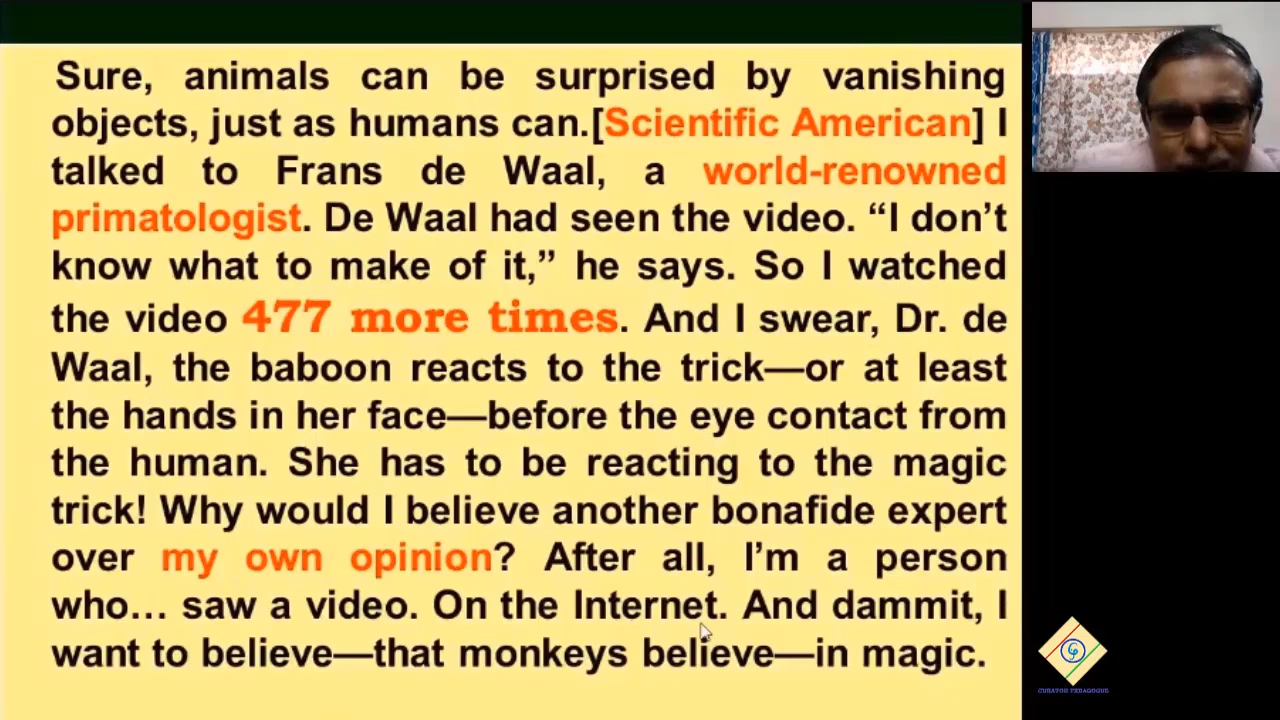 Sure, animals can be surprised by vanishing
objects, just as humans can.[Scientific American] I
talked to Frans de Waal, a world-renowned
primatologist. De Waal had seen the video. “I don’t
know what to make of it,” he says. So I watched
the video 477 more times. And I swear, Dr. de
Waal, the baboon reacts to the trick—or at least
the hands in her face—before the eye contact from
the human. She has to be reacting to the magic
trick! Why would I believe another bonafide expert
over my own opinion? After all, I’m a person
who… saw a video. On the Internet. And dammit, I
want to believe—that monkeys believe—in magic.
CURATOR PEDAGOGUE